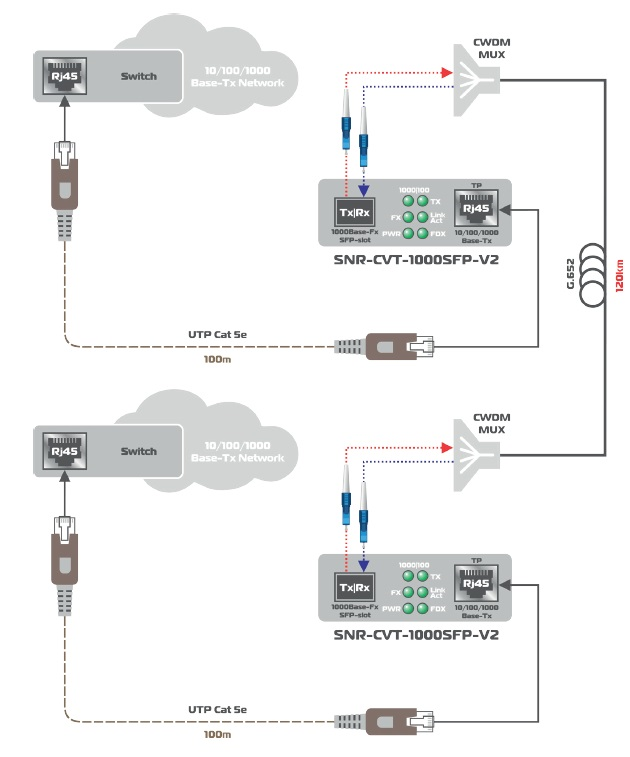 CWDM
MUX
Rj45
Switch
10/100/1000
Base-Tx Network
TP
1000|100
TX
Tx|Rx
Rj45
FX
Link
Act
1000Base-Fx
SFP-slot
PWR
FDX
10/100/1000
Base-Tx
SNR-CVT-1000SFP-V2
G.652
120km
UTP Cat 5e
100m
CWDM
MUX
Rj45
Switch
10/100/1000
Base-Tx Network
TP
1000|100
TX
Tx|Rx
Rj45
FX
Link
Act
1000Base-Fx
SFP-slot
PWR
FDX
10/100/1000
Base-Tx
SNR-CVT-1000SFP-V2
UTP Cat 5e
100m